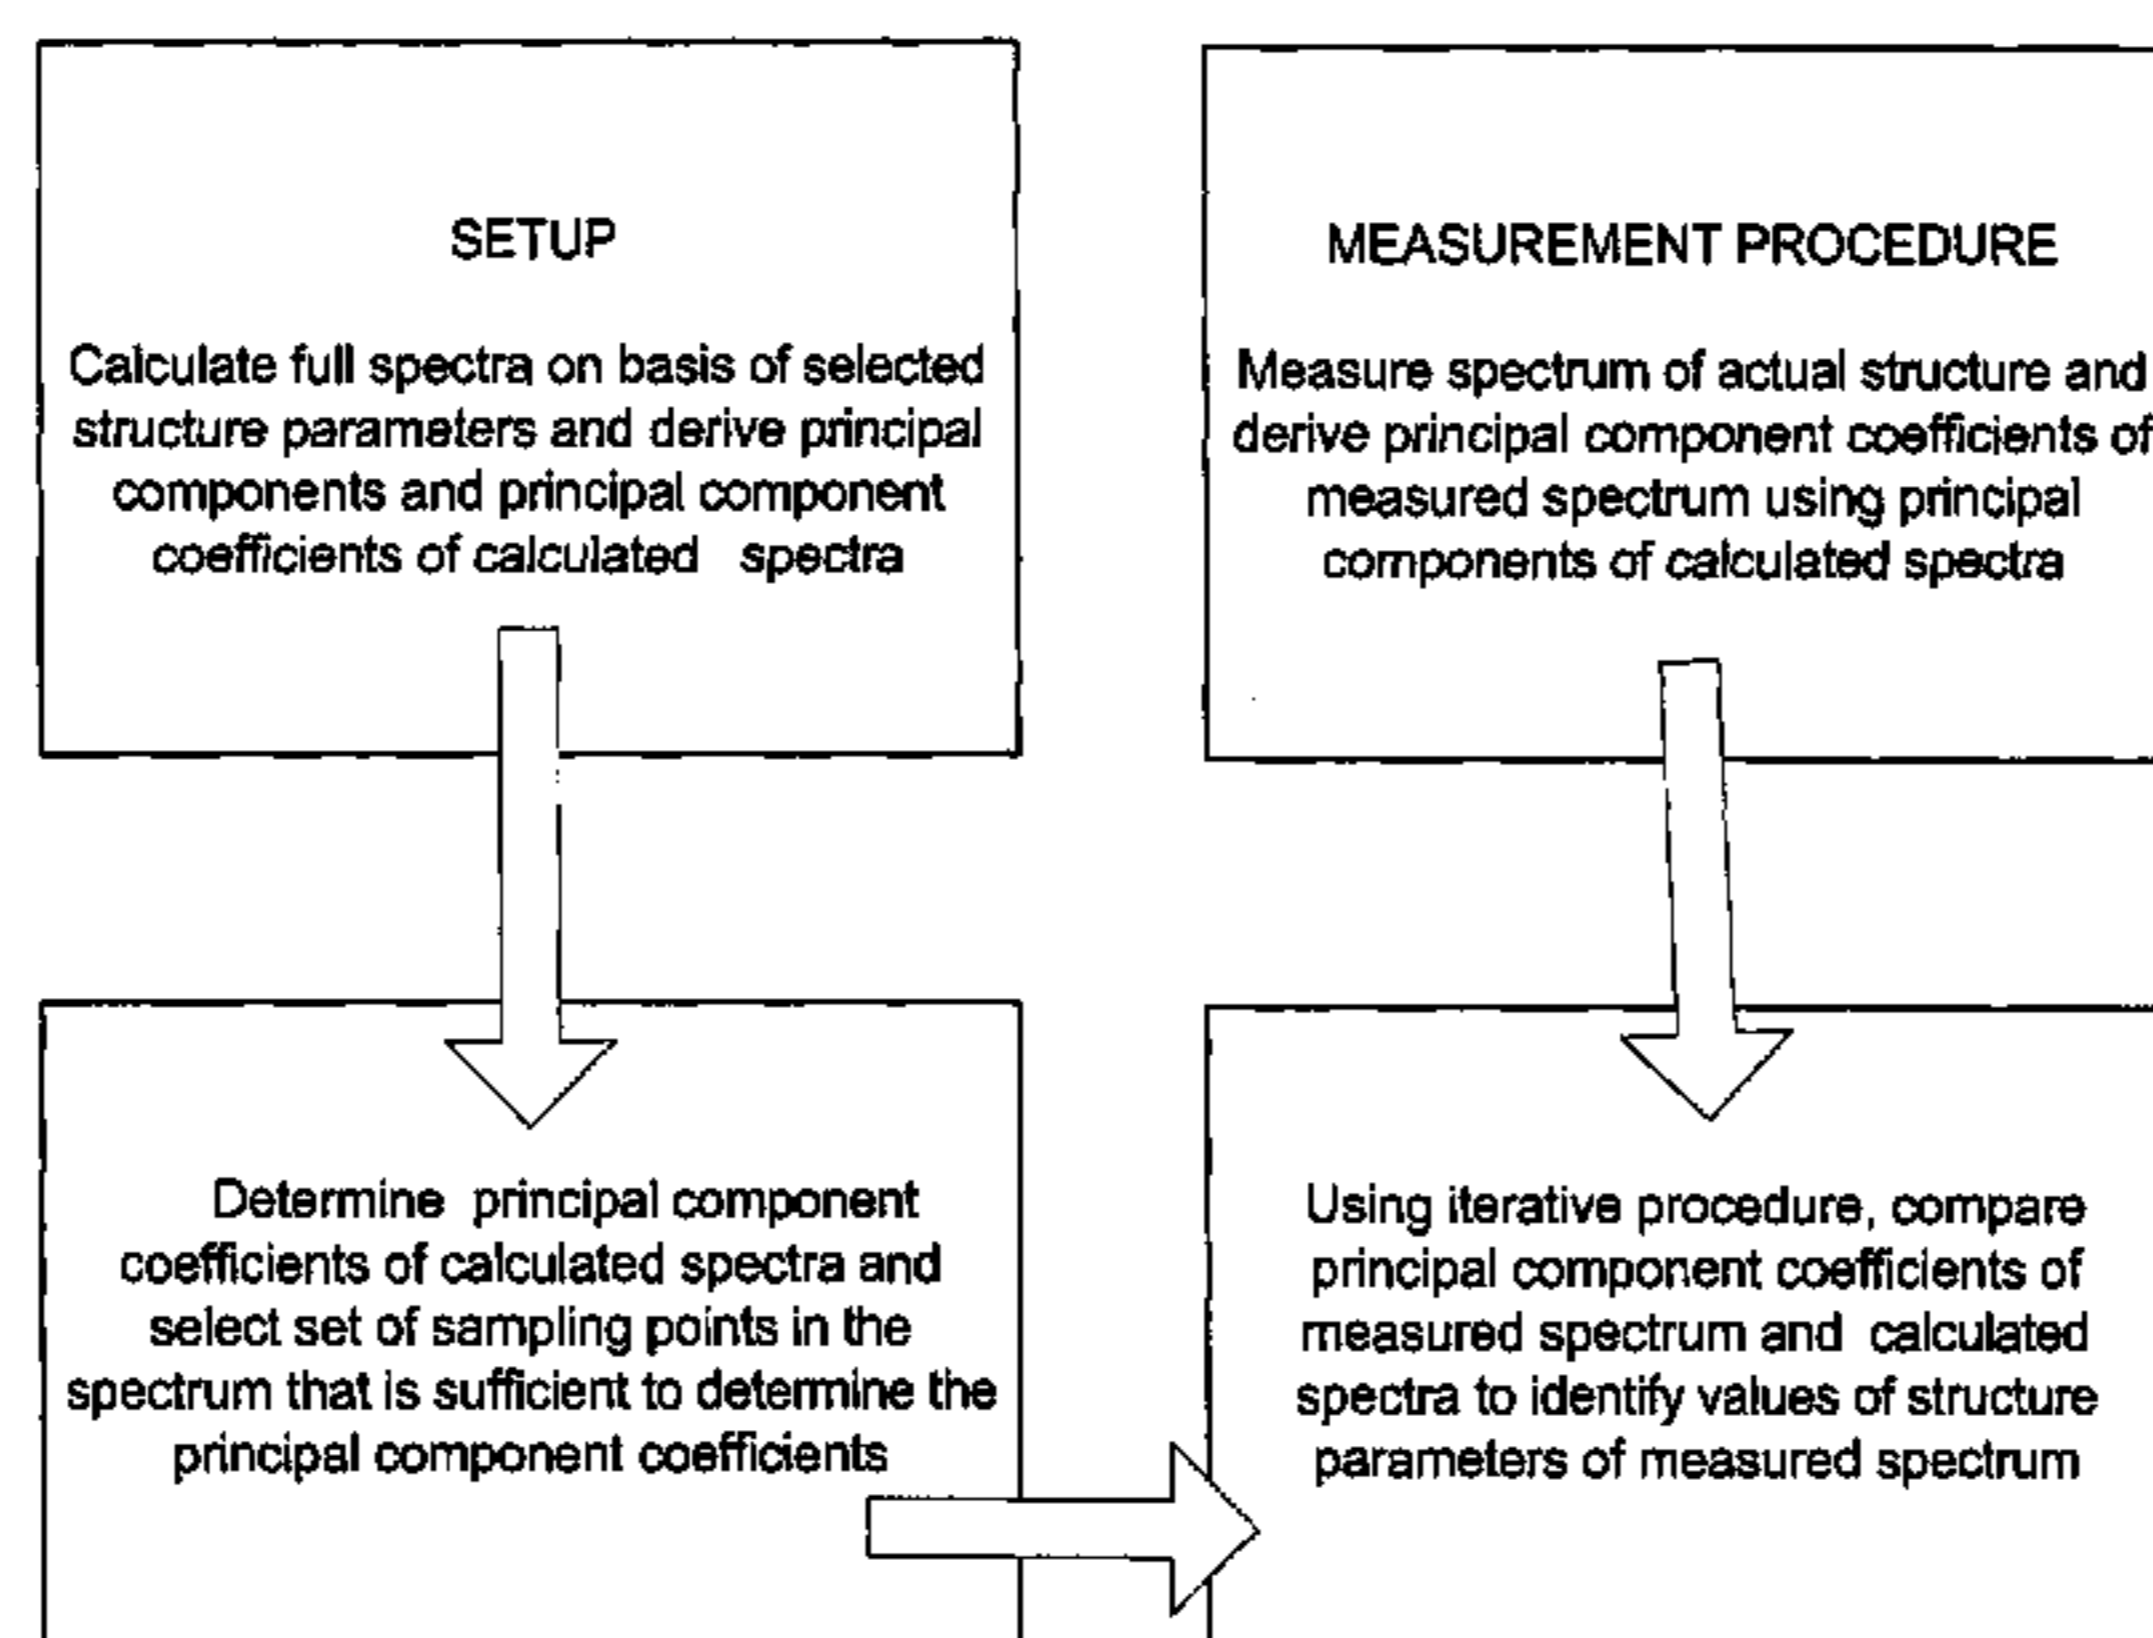 SETUP
Calculate full spectra on basis of selected
structure parameters and derive principal
components and principal component
coefficients of calculated spectra
MEASUREMENT PROCEDURE
Measure spectrum of actual structure and
derive principal component coefficients of
measured spectrum using principal
components of calculated spectra
Determine principal component
coefficients of calculated spectra and
select set of sampling points in the
spectrum that is sufficient to determine the
principal component coefficients
Using iterative procedure, compare
principal component coefficients of
measured spectrum and calculated
spectra to identify values of structure
parameters of measured spectrum